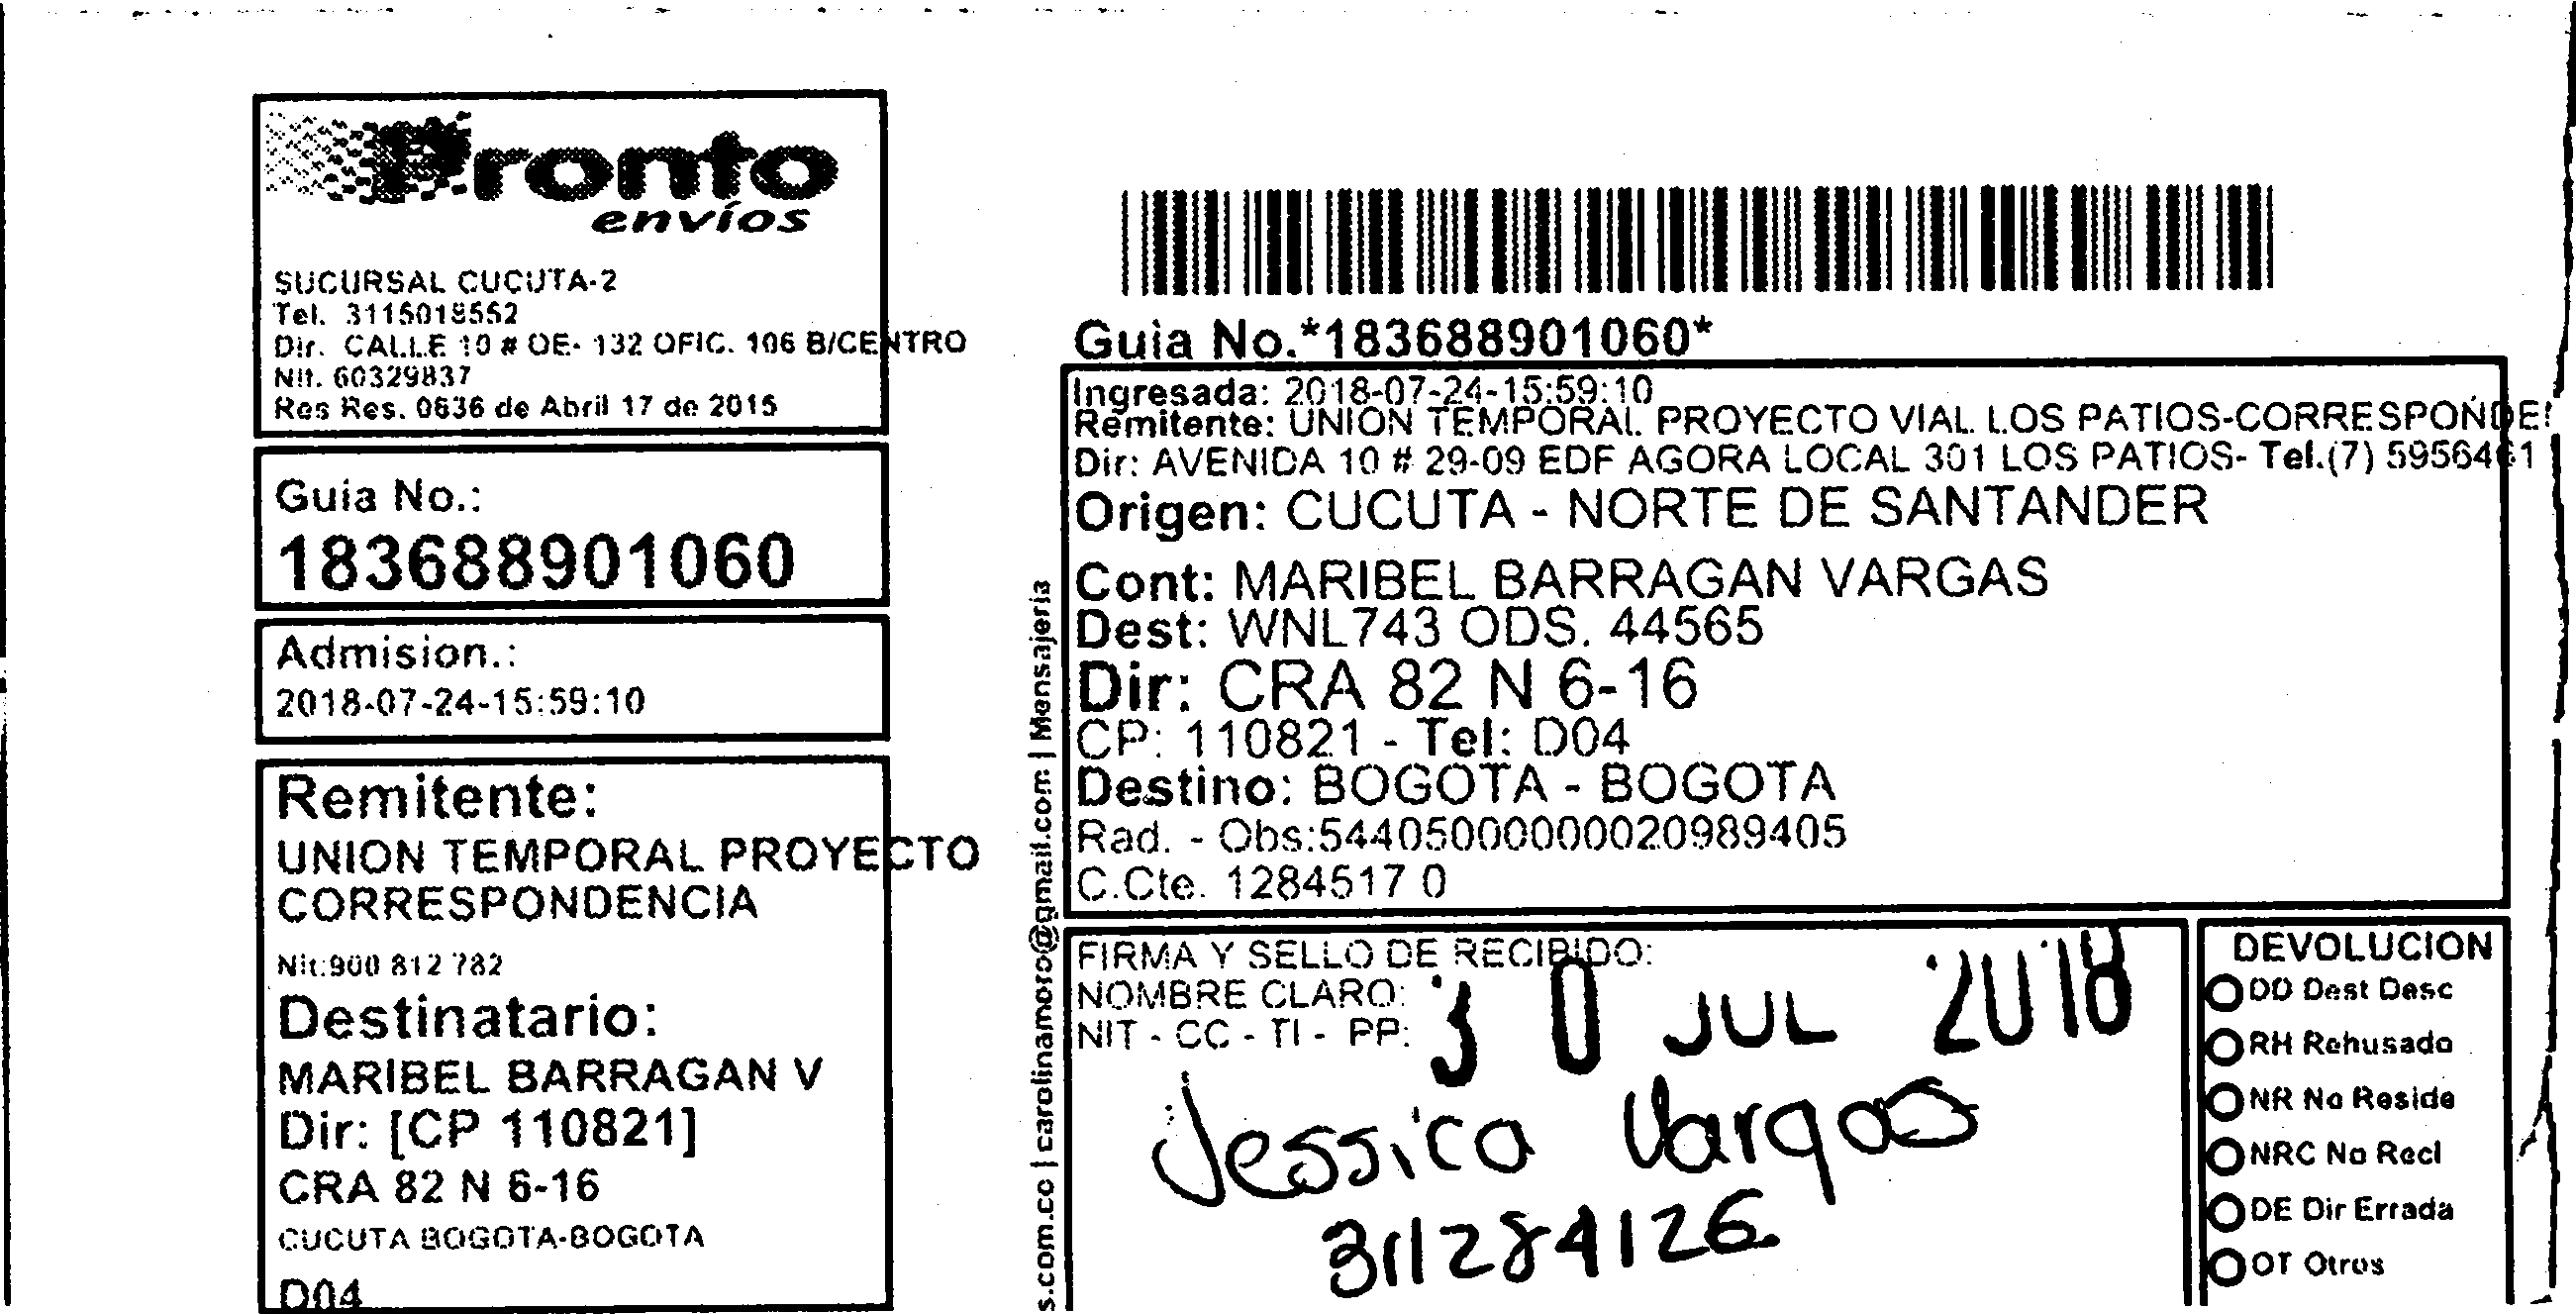 Pronto
envíos
SUCURSAL CUCUTA-2
Tel. 3115018552
Dir. CALLE 10 # OE- 132 OFIC. 106 B/CENTRO
Nit. 60329837
Res Res. 0636 de Abril 17 de 2015
Guia No.:
183688901060
Admision.:
2018-07-24-15:59:10
Remitente:
UNION TEMPORAL PROYECTO
CORRESPONDENCIA
Nit:900 812 782
Destinatario:
MARIBEL BARRAGAN V
Dir: [CP 110821]
CRA 82 N 6-16
CUCUTA BOGOTA-BOGOTA
D04
s.com.co | carolinamoro@gmail.com | Mensajeria
Guia No.*183688901060*
Ingresada: 2018-07-24-15:59:10
Remitente: UNION TEMPORAL PROYECTO VIAL LOS PATIOS-CORRESPONDE
Dir: AVENIDA 10 # 29-09 EDF AGORA LOCAL 301 LOS PATIOS- Tel.(7) 5956461
Origen: CUCUTA - NORTE DE SANTANDER
Cont: MARIBEL BARRAGAN VARGAS
Dest: WNL743 ODS. 44565
Dir: CRA 82 N 6-16
CP: 110821 - Tel: D04
Destino: BOGOTA - BOGOTA
Rad. - Obs:54405000000020989405
C.Cte. 1284517 0
FIRMA Y SELLO DE RECIBIDO:
NOMBRE CLARO:
NIT - CC - TI - PP:
30 JUL 2018
Jessica Vargas
311284126
DEVOLUCION
DD Dest Desc
RH Rehusado
NR No Reside
NRC No Recl
DE Dir Errada
OT Otros